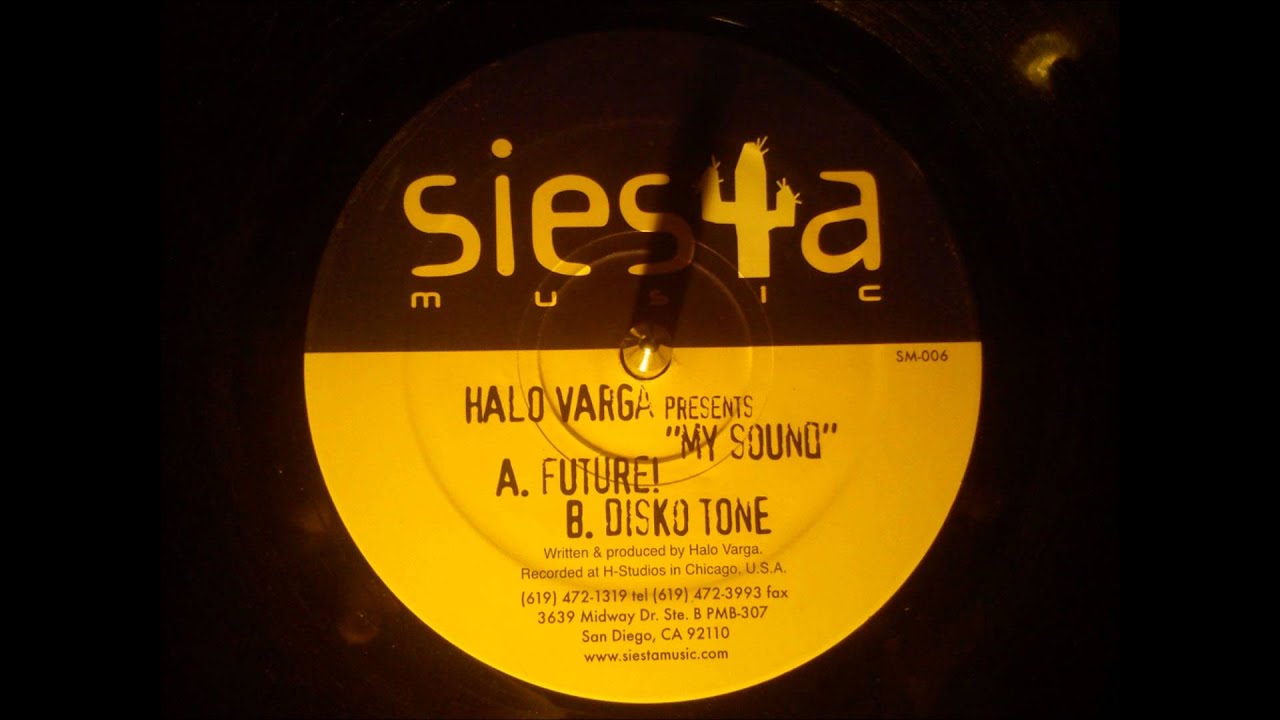 siesta
music
SM-006
HALO VARGA PRESENTS
"MY SOUND"
A. FUTURE!
B. DISKO TONE
Written & produced by Halo Varga.
Recorded at H-Studios in Chicago, U.S.A.
(619) 472-1319 tel (619) 472-3993 fax
3639 Midway Dr. Ste. B PMB-307
San Diego, CA 92110
www.siestamusic.com